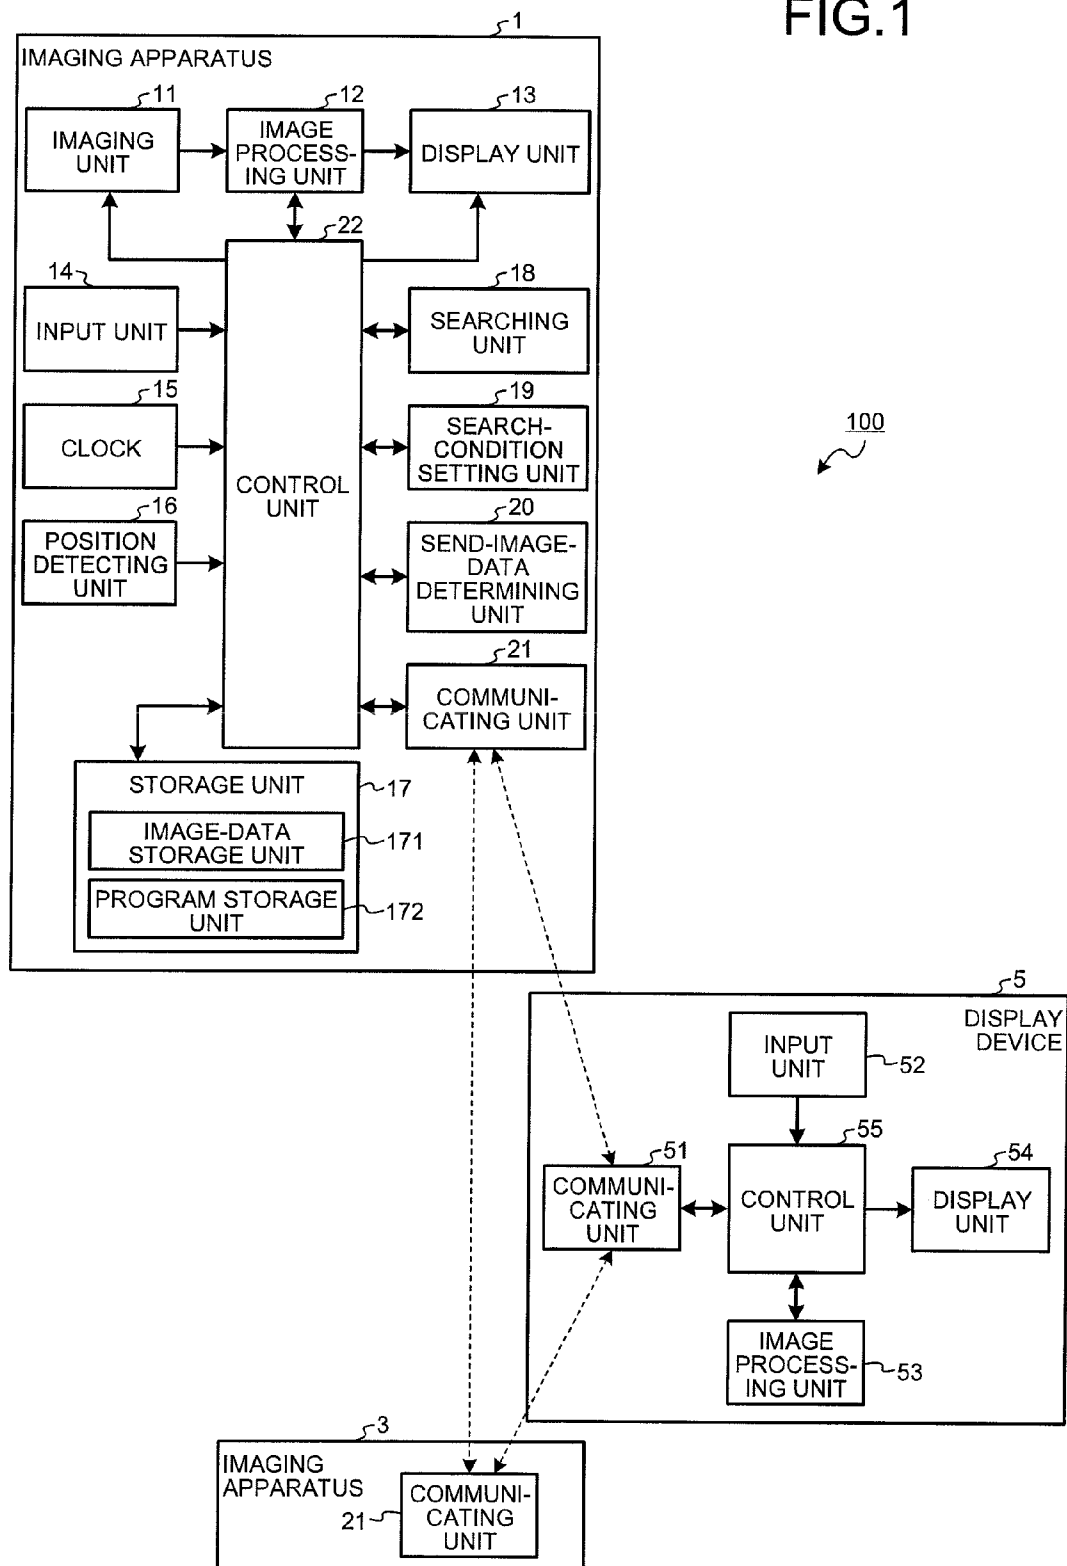 FIG.1
1
IMAGING APPARATUS
11
IMAGING
UNIT
12
IMAGE
PROCESS-
ING UNIT
13
DISPLAY UNIT
22
CONTROL
UNIT
14
INPUT UNIT
18
SEARCHING
UNIT
15
CLOCK
19
SEARCH-
CONDITION
SETTING UNIT
100
16
POSITION
DETECTING
UNIT
20
SEND-IMAGE-
DATA
DETERMINING
UNIT
21
COMMUNI-
CATING UNIT
STORAGE UNIT
17
IMAGE-DATA
STORAGE UNIT
171
PROGRAM STORAGE
UNIT
172
5
DISPLAY
DEVICE
INPUT
UNIT
52
51
COMMUNI-
CATING
UNIT
55
CONTROL
UNIT
54
DISPLAY
UNIT
IMAGE
PROCESS-
ING UNIT
53
3
IMAGING
APPARATUS
21
COMMUNI-
CATING
UNIT